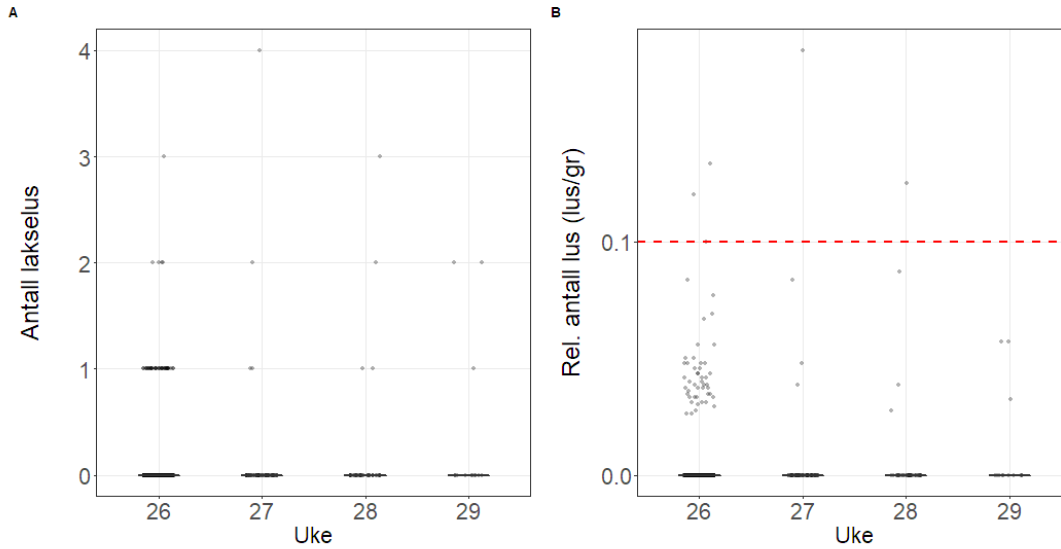 A
Antall lakselus
4
3
2
1
0
26 27 28 29
Uke
B
Rel. antall lus (lus/gr)
0.1
0.0
26 27 28 29
Uke